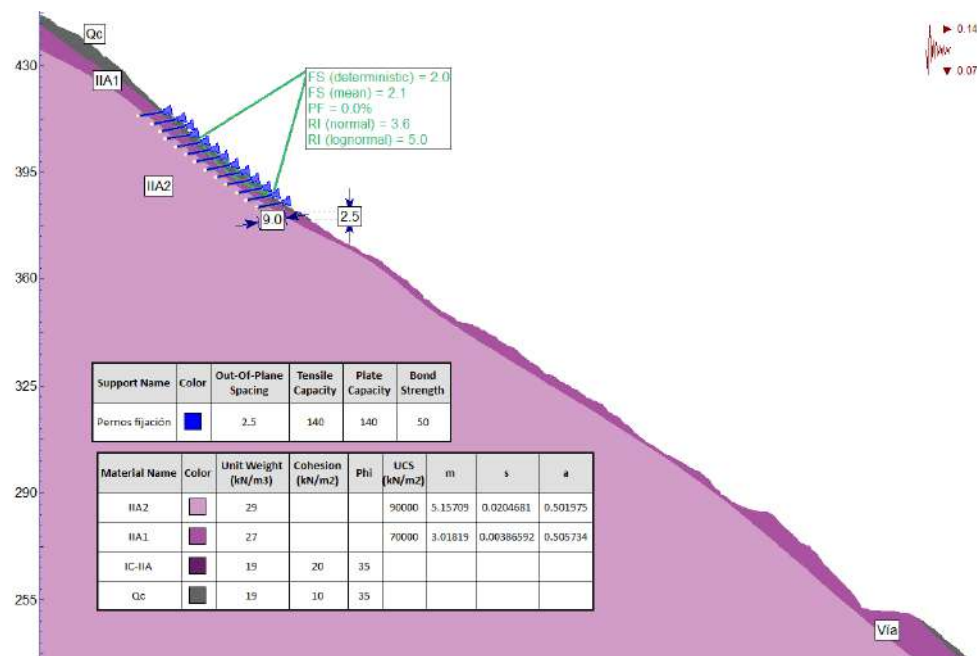 Qc
0.14
0.07
430
IIA1
FS (deterministic) = 2.0
FS (mean) = 2.1
PF = 0.0%
RI (normal) = 3.6
RI (lognormal) = 5.0
395
IIA2
9.0
2.5
360
325
Support Name Color Out-Of-Plane Spacing Tensile Capacity Plate Capacity Bond Strength
Pernos fijación 2.5 140 140 50
Material Name Color Unit Weight (kN/m3) Cohesion (kN/m2) Phi UCS (kN/m2) m s a
IIA2 29 90000 5.15709 0.0204681 0.501975
IIA1 27 70000 3.01819 0.00386592 0.505734
IC-IIA 19 20 35
Qc 19 10 35
290
255
Vía